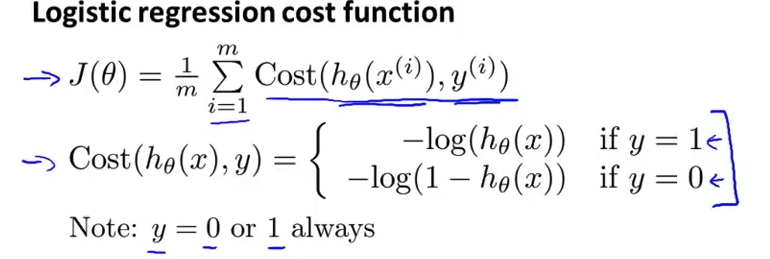 Logistic regression cost function
→ J(θ) = 1/m ∑_{i=1}^{m} Cost(h_θ(x^{(i)}), y^{(i)})
→ Cost(h_θ(x), y) = { −log(h_θ(x)) if y = 1 ←
−log(1 − h_θ(x)) if y = 0 ←
Note: y = 0 or 1 always